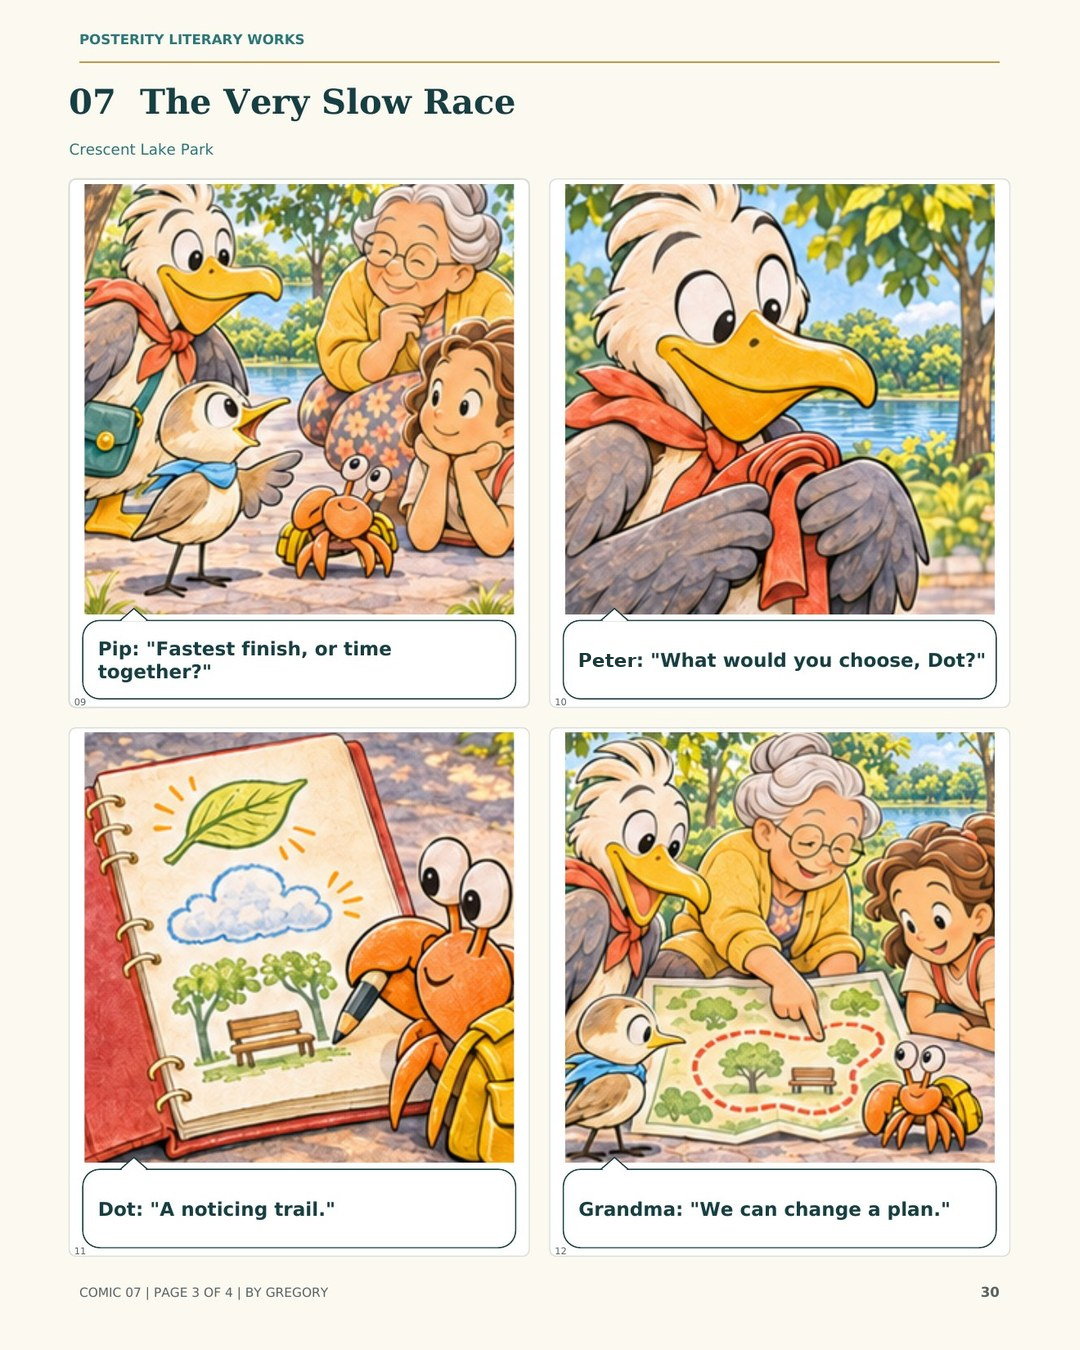 POSTERITY LITERARY WORKS
07 The Very Slow Race
Crescent Lake Park
Pip: "Fastest finish, or time
together?"
09
Peter: "What would you choose, Dot?"
10
Dot: "A noticing trail."
11
Grandma: "We can change a plan."
12
COMIC 07 | PAGE 3 OF 4 | BY GREGORY
30